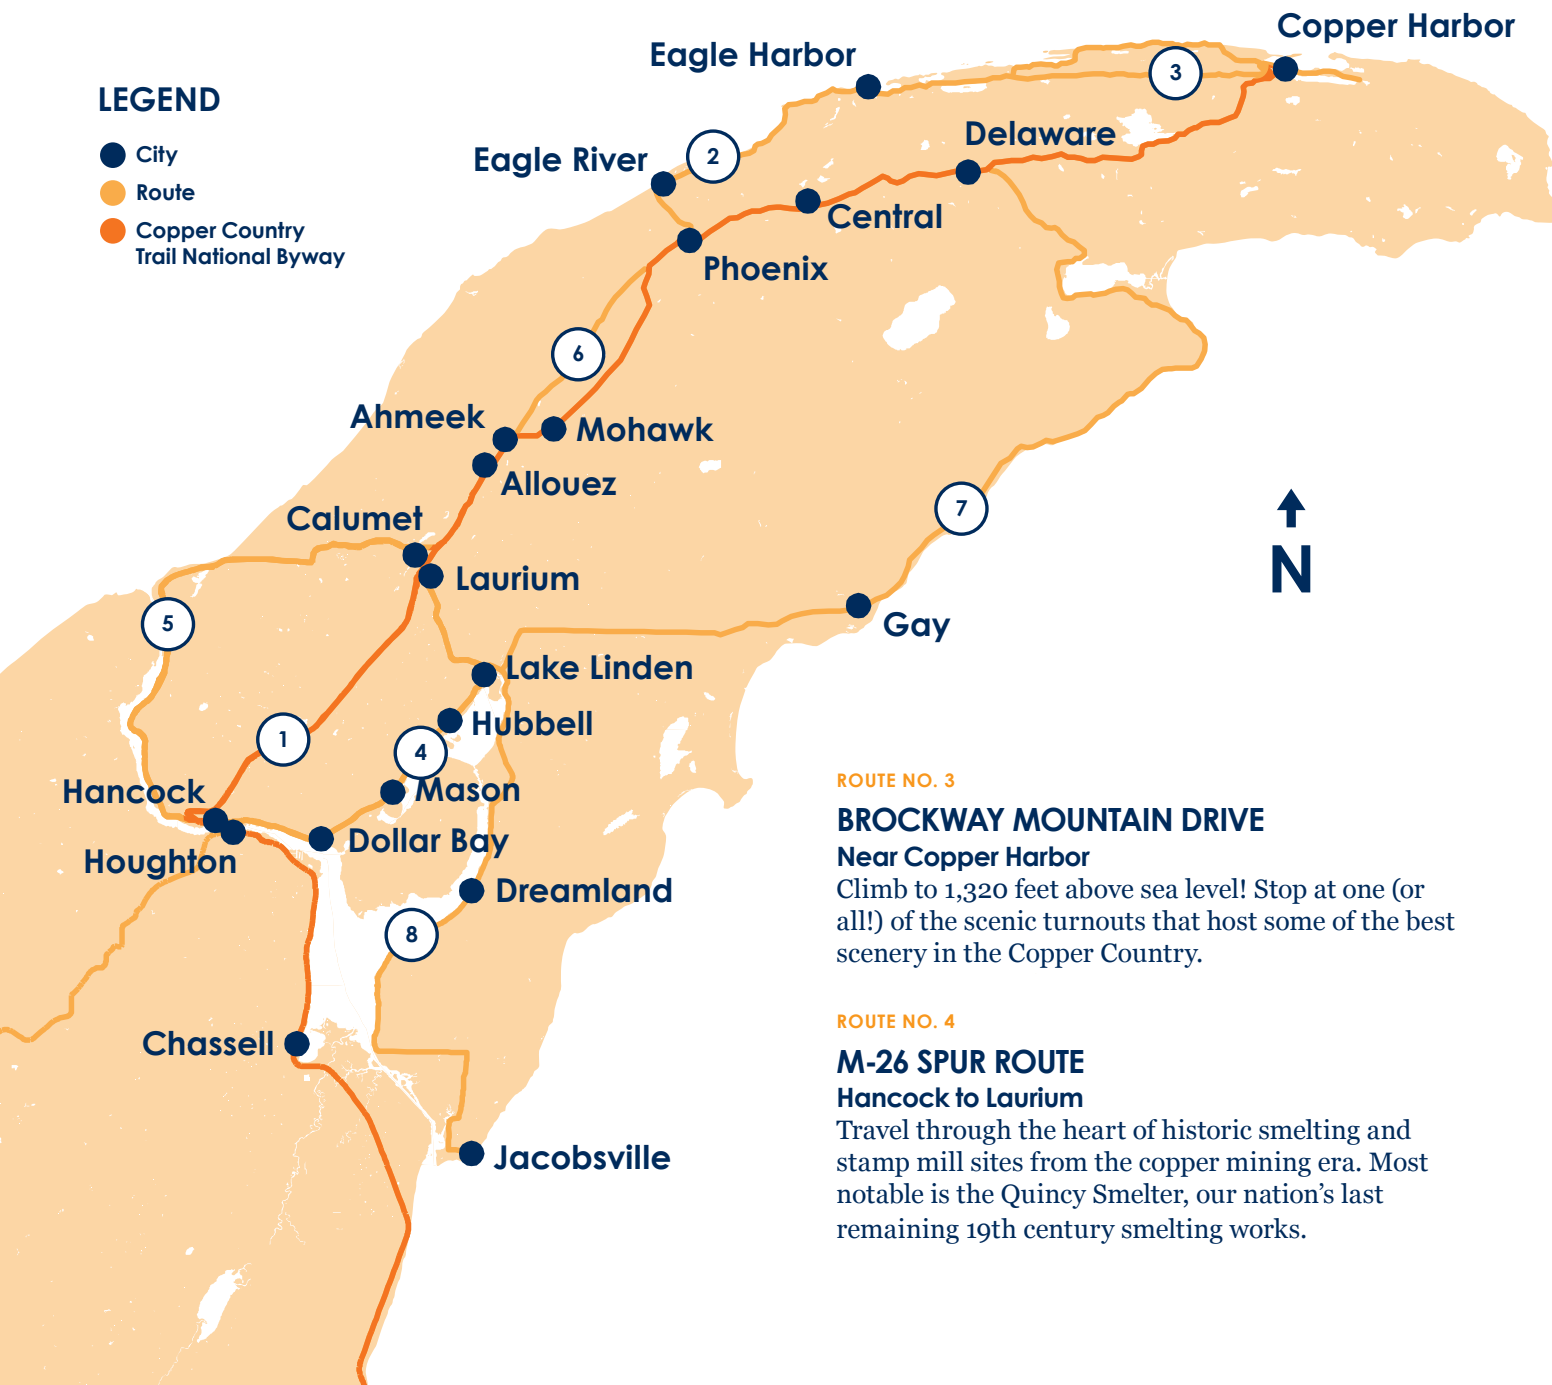 Copper Harbor
Eagle Harbor
3
LEGEND
City
Route
Copper Country
Trail National Byway
Delaware
2
Eagle River
Central
Phoenix
6
Ahmeek
Mohawk
Allouez
7
Calumet
N
Laurium
5
Gay
Lake Linden
Hubbell
1
4
Hancock
Mason
Dollar Bay
Houghton
Dreamland
8
Chassell
Jacobsville
ROUTE NO. 3
BROCKWAY MOUNTAIN DRIVE
Near Copper Harbor
Climb to 1,320 feet above sea level! Stop at one (or
all!) of the scenic turnouts that host some of the best
scenery in the Copper Country.
ROUTE NO. 4
M-26 SPUR ROUTE
Hancock to Laurium
Travel through the heart of historic smelting and
stamp mill sites from the copper mining era. Most
notable is the Quincy Smelter, our nation’s last
remaining 19th century smelting works.